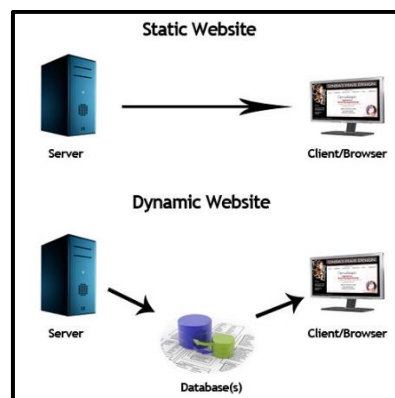 Static Website
Server
Client/Browser
Dynamic Website
Server
Client/Browser
Database(s)